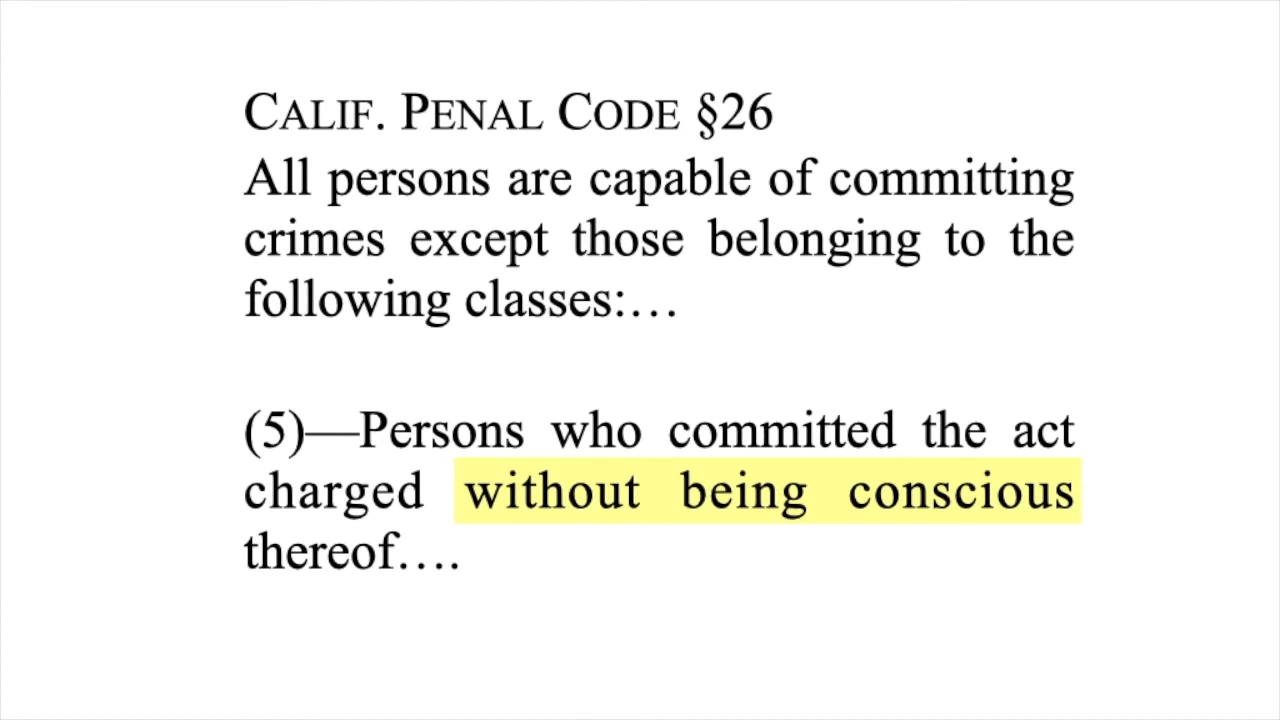 CALIF. PENAL CODE §26
All persons are capable of committing
crimes except those belonging to the
following classes:…
(5)—Persons who committed the act
charged without being conscious
thereof….